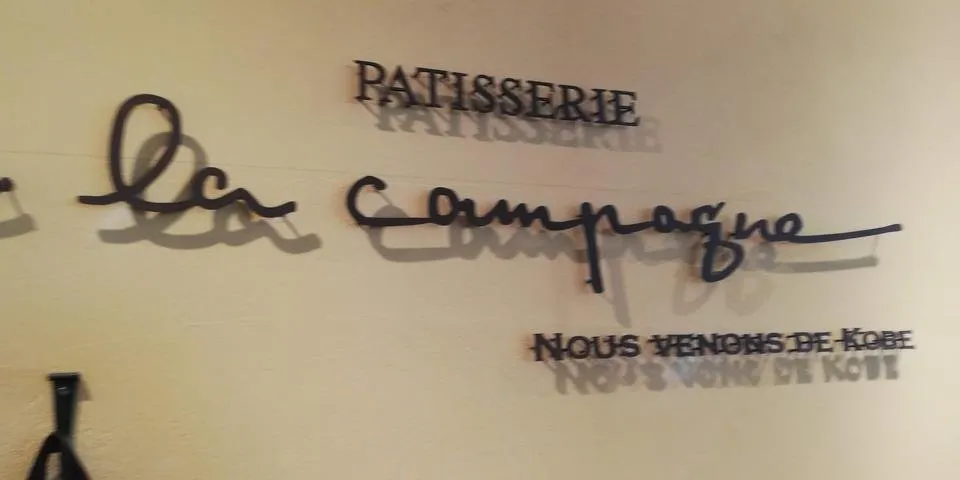 PATISSERIE
la campagne
NOUS VENONS DE KOBE